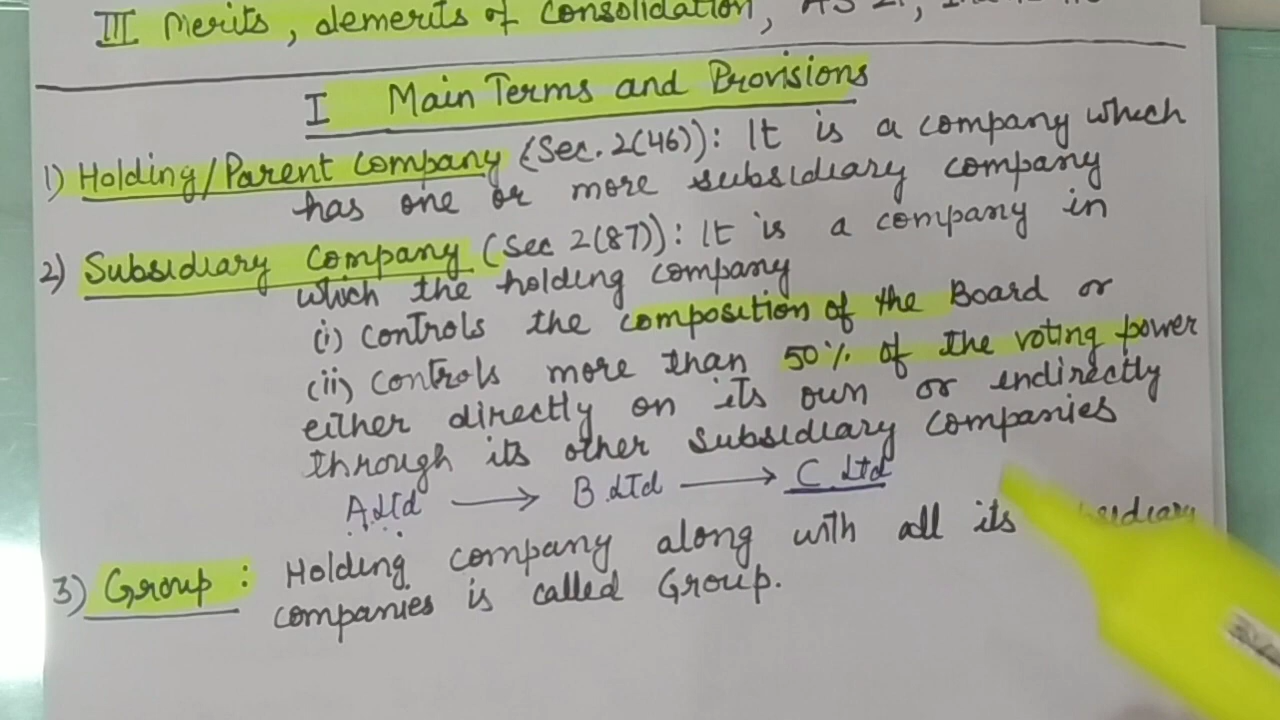 III Merits, demerits of Consolidation, AS 21,
I Main Terms and Provisions
1) Holding/Parent Company (Sec. 2(46)): It is a company which
has one or more subsidiary company
2) Subsidiary Company (Sec 2(87)): It is a company in
which the holding company
(i) controls the composition of the Board or
(ii) controls more than 50% of the voting power
either directly on its own or indirectly
through its other subsidiary companies
A.Ltd → B.LTd → C.Ltd
3) Group: Holding company along with all its
companies is called Group.